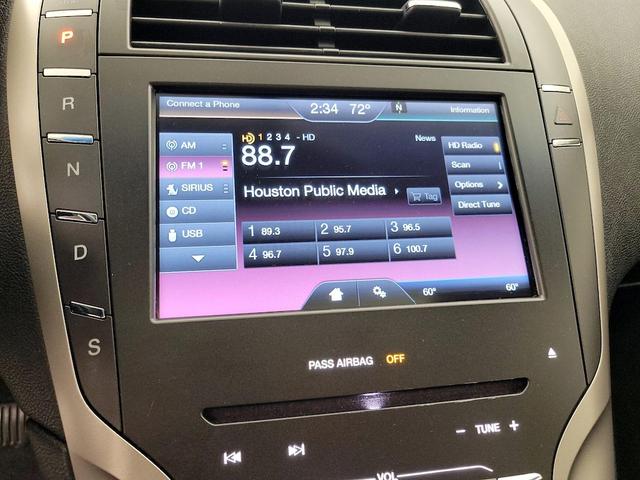 P
R
N
D
S
Connect a Phone
2:34 72°
N
Information
AM
FM 1
SIRIUS
CD
USB
HD 1 2 3 4 - HD
News
88.7
Houston Public Media
Tag
1 89.3
2 95.7
3 96.5
4 96.7
5 97.9
6 100.7
HD Radio
Scan
Options
Direct Tune
60°
60°
PASS AIRBAG OFF
- TUNE +
VOL